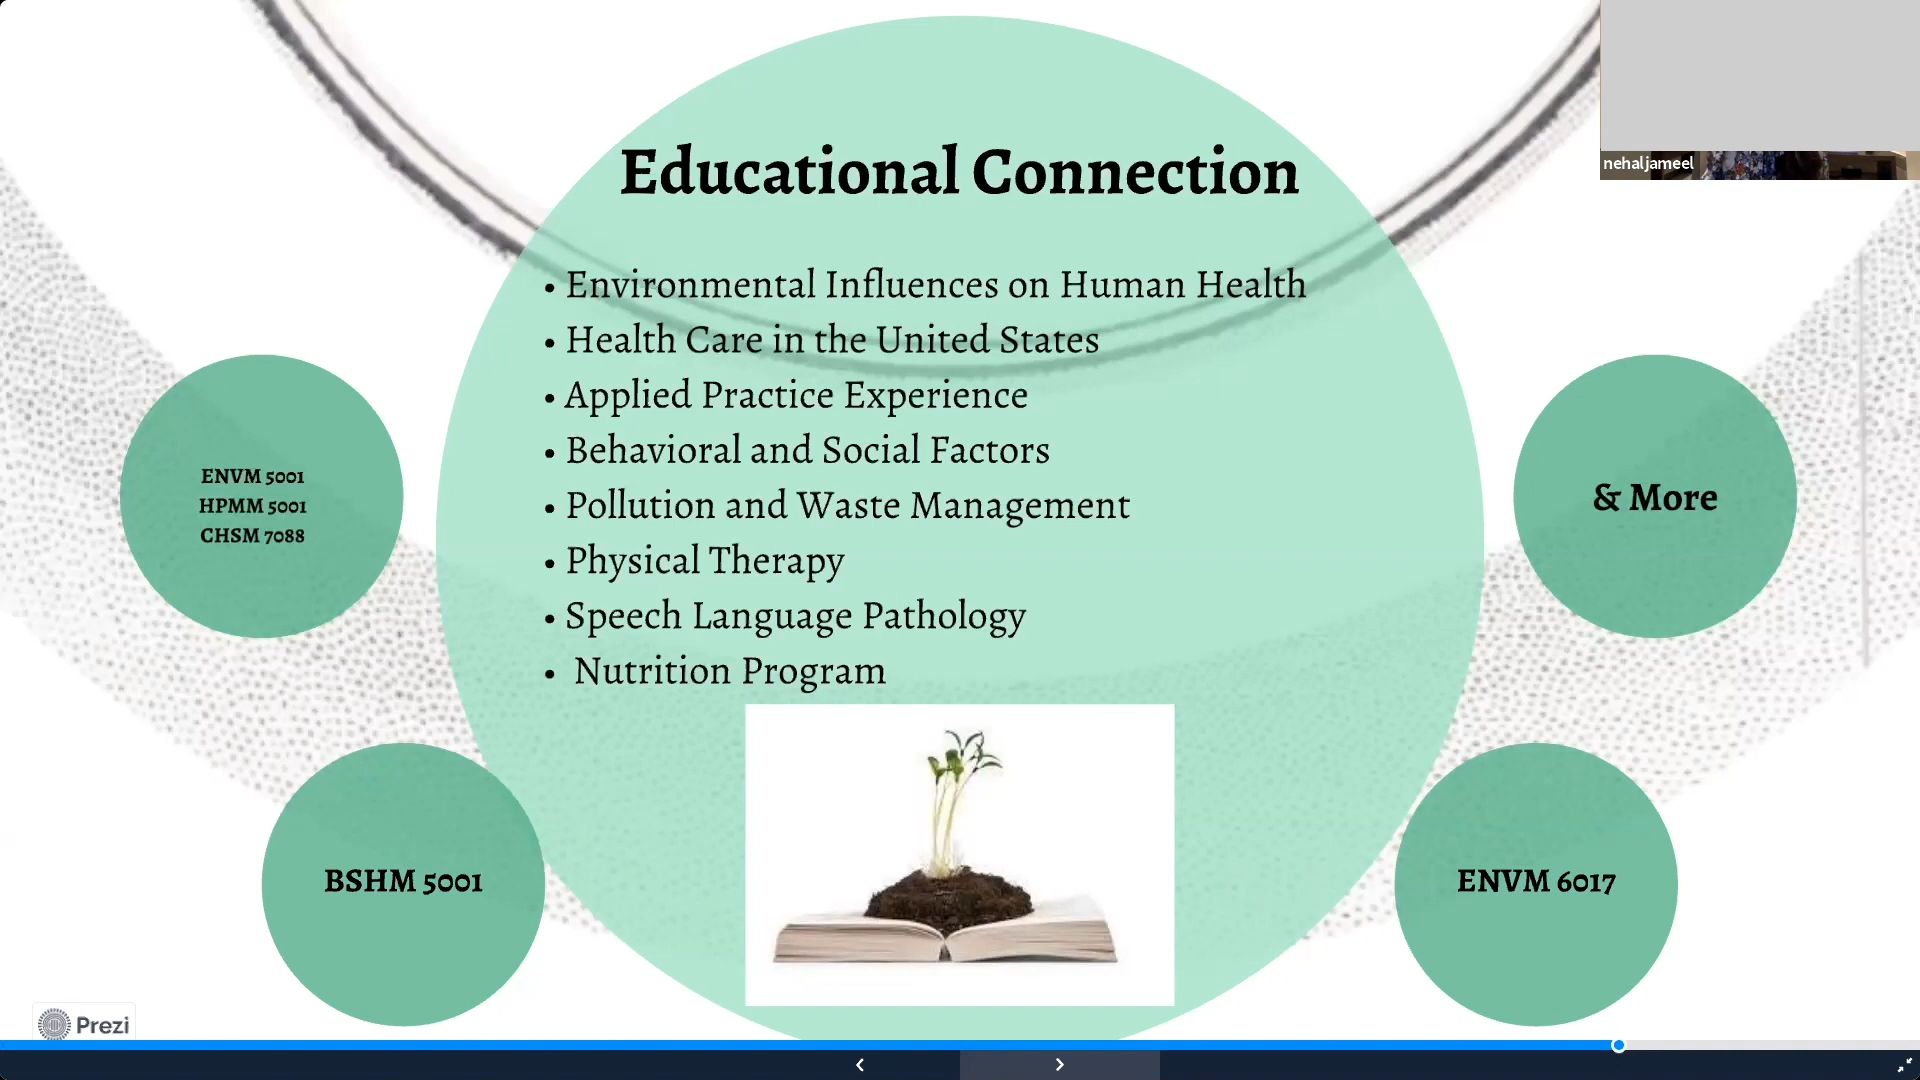 Educational Connection
• Environmental Influences on Human Health
• Health Care in the United States
• Applied Practice Experience
• Behavioral and Social Factors
• Pollution and Waste Management
• Physical Therapy
• Speech Language Pathology
• Nutrition Program
ENVM 5001
HPMM 5001
CHSM 7088
& More
BSHM 5001
ENVM 6017
nehaljameel
Prezi